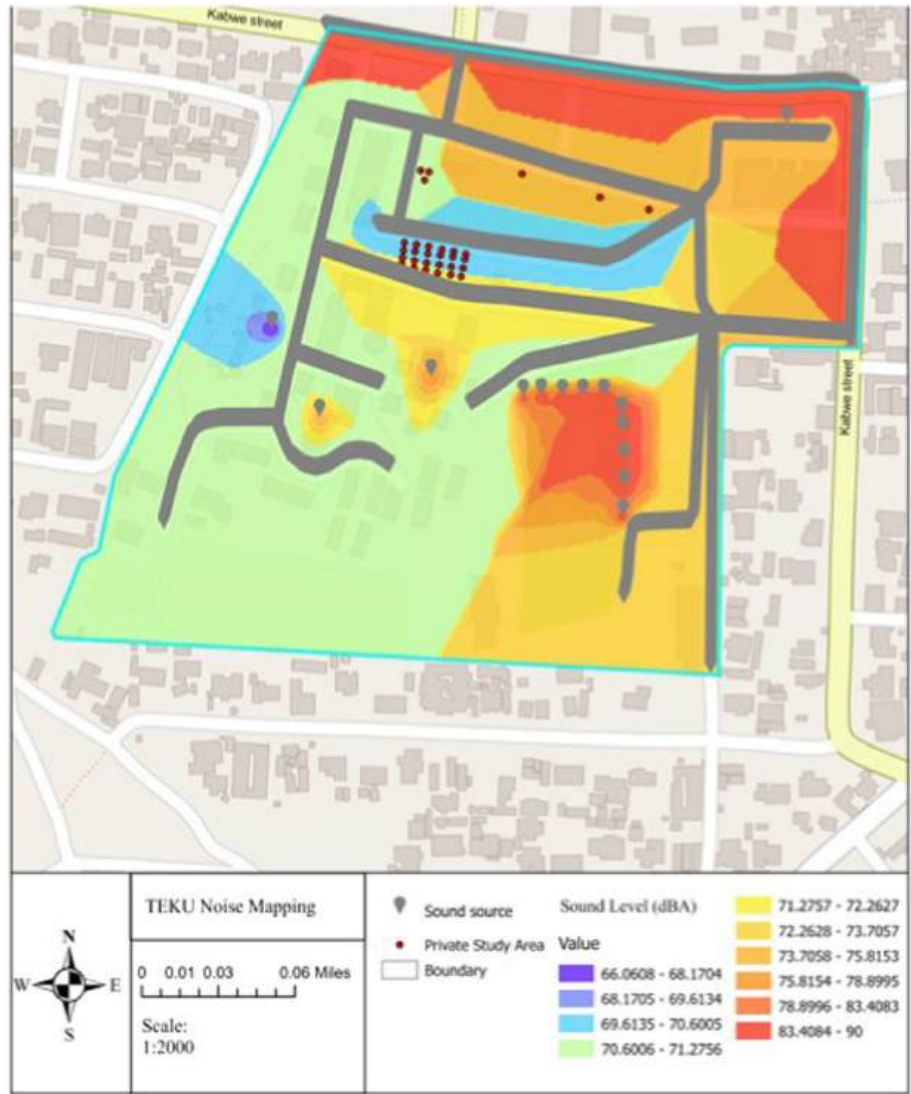 Kabwe street
Kabwe street
TEKU Noise Mapping
0 0.01 0.03 0.06 Miles
Scale:
1:2000
N
W E
S
Sound source
Private Study Area
Boundary
Sound Level (dBA)
Value
66.0608 - 68.1704
68.1705 - 69.6134
69.6135 - 70.6005
70.6006 - 71.2756
71.2757 - 72.2627
72.2628 - 73.7057
73.7058 - 75.8153
75.8154 - 78.8995
78.8996 - 83.4083
83.4084 - 90